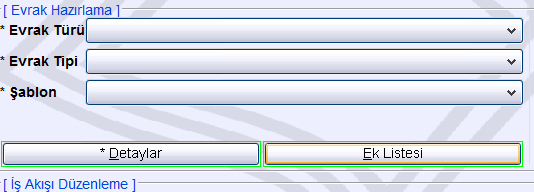 [ Evrak Hazırlama ]
* Evrak Türü
* Evrak Tipi
* Şablon
* Detaylar Ek Listesi
[ İş Akışı Düzenleme ]